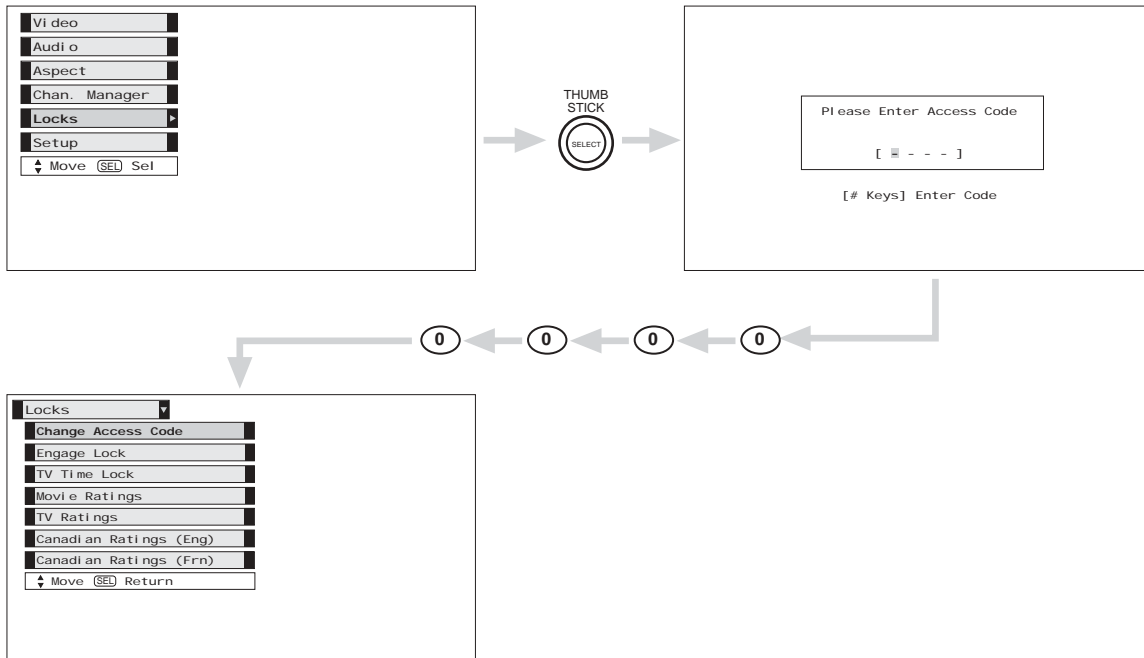 Video
Audio
Aspect
Chan. Manager
Locks
Setup
Move SEL Sel
THUMB
STICK
SELECT
Please Enter Access Code
[ - - - - ]
[# Keys] Enter Code
0 0 0 0
Locks
Change Access Code
Engage Lock
TV Time Lock
Movie Ratings
TV Ratings
Canadian Ratings (Eng)
Canadian Ratings (Frn)
Move SEL Return